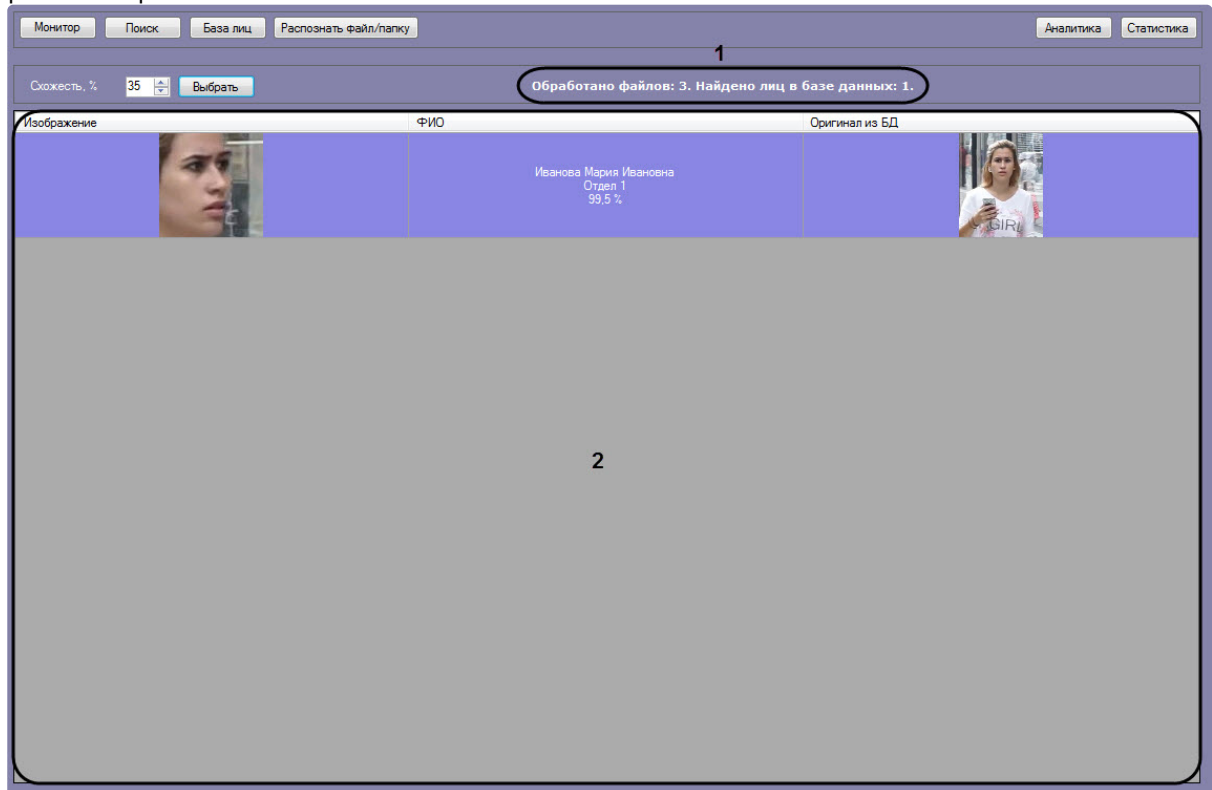 Монитор Поиск База лиц Распознать файл/папку Аналитика Статистика
1
Схожесть, % 35 Выбрать Обработано файлов: 3. Найдено лиц в базе данных: 1.
Изображение ФИО Оригинал из БД
Иванова Мария Ивановна
Отдел 1
99,5 %
GIRL
2